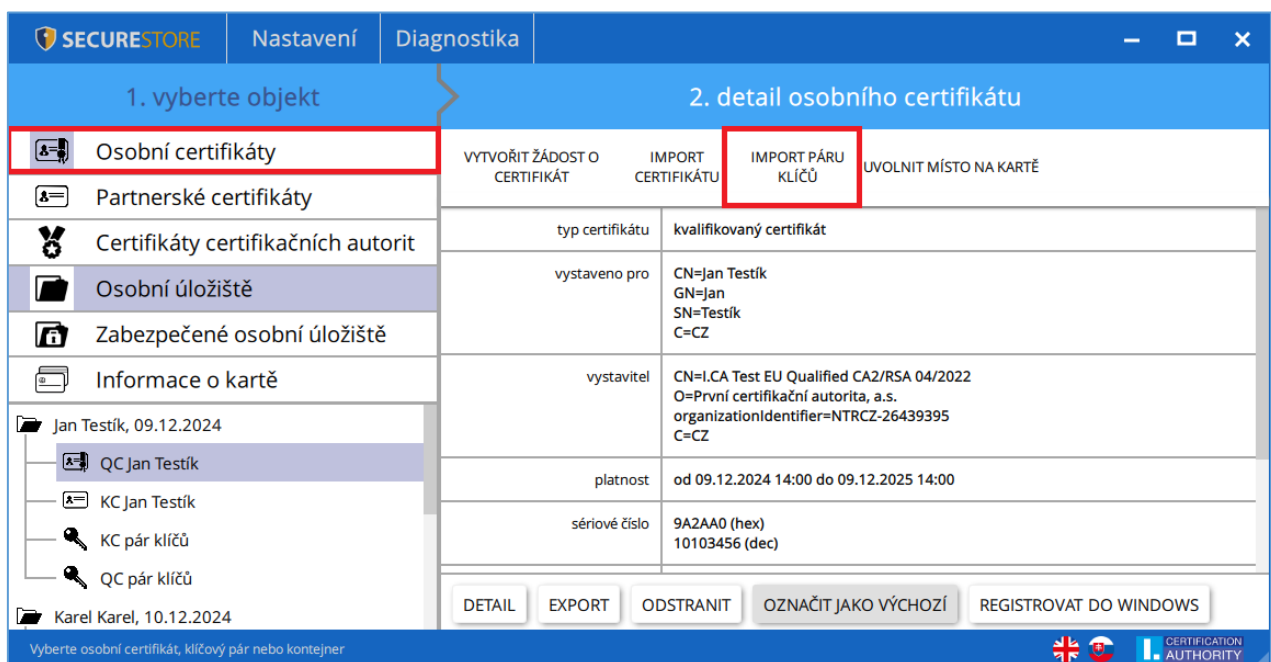 SECURESTORE
Nastavení
Diagnostika
1. vyberte objekt
2. detail osobního certifikátu
Osobní certifikáty
Partnerské certifikáty
Certifikáty certifikačních autorit
Osobní úložiště
Zabezpečené osobní úložiště
Informace o kartě
Jan Testík, 09.12.2024
QC Jan Testík
KC Jan Testík
KC pár klíčů
QC pár klíčů
Karel Karel, 10.12.2024
VYTVOŘIT ŽÁDOST O
CERTIFIKÁT
IMPORT
CERTIFIKÁTU
IMPORT PÁRU
KLÍČŮ
UVOLNIT MÍSTO NA KARTĚ
typ certifikátu
kvalifikovaný certifikát
vystaveno pro
CN=Jan Testík
GN=Jan
SN=Testík
C=CZ
vystavitel
CN=I.CA Test EU Qualified CA2/RSA 04/2022
O=První certifikační autorita, a.s.
organizationIdentifier=NTRCZ-26439395
C=CZ
platnost
od 09.12.2024 14:00 do 09.12.2025 14:00
sériové číslo
9A2AA0 (hex)
10103456 (dec)
DETAIL
EXPORT
ODSTRANIT
OZNAČIT JAKO VÝCHOZÍ
REGISTROVAT DO WINDOWS
Vyberte osobní certifikát, klíčový pár nebo kontejner
I.
CERTIFICATION
AUTHORITY